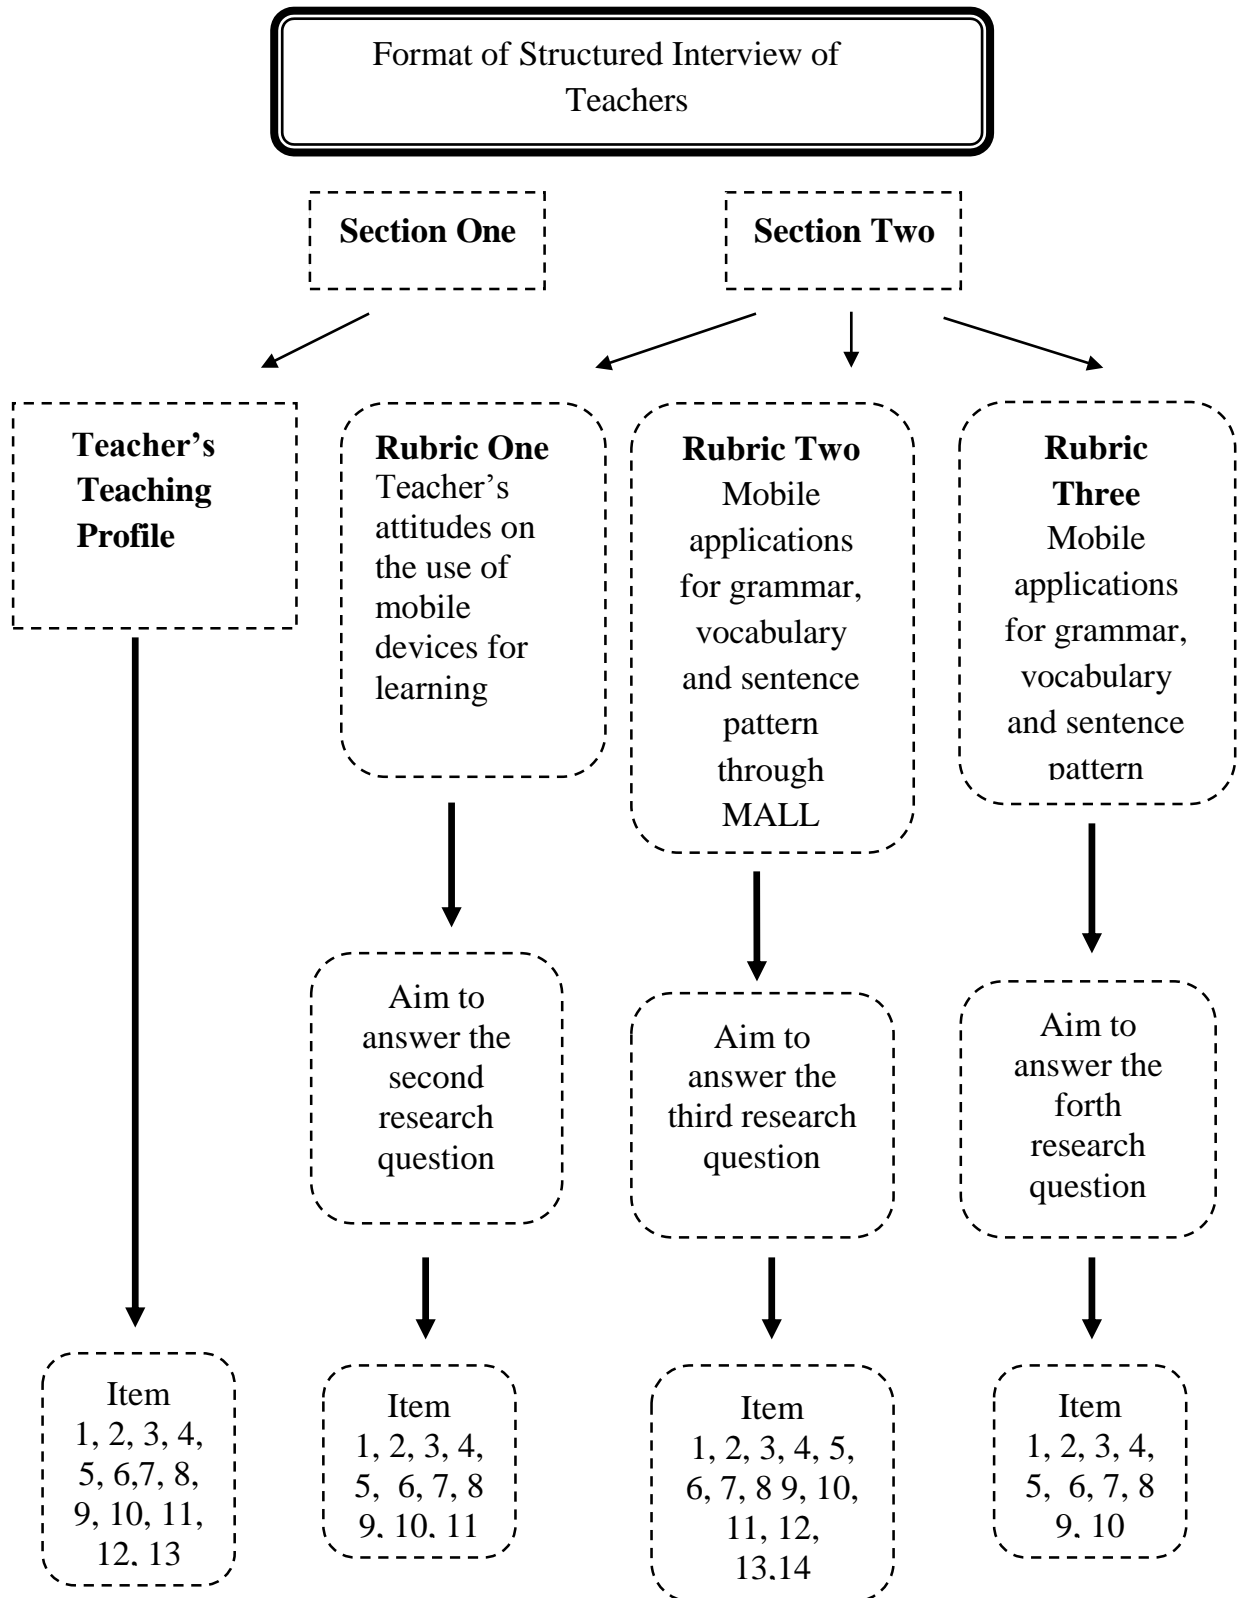 Format of Structured Interview of
Teachers
Section One
Section Two
Teacher’s
Teaching
Profile
Rubric One
Teacher’s
attitudes on
the use of
mobile
devices for
learning
Rubric Two
Mobile
applications
for grammar,
vocabulary
and sentence
pattern
through
MALL
Rubric
Three
Mobile
applications
for grammar,
vocabulary
and sentence
pattern
Aim to
answer the
second
research
question
Aim to
answer the
third research
question
Aim to
answer the
forth
research
question
Item
1, 2, 3, 4,
5, 6,7, 8,
9, 10, 11,
12, 13
Item
1, 2, 3, 4,
5, 6, 7, 8
9, 10, 11
Item
1, 2, 3, 4, 5,
6, 7, 8 9, 10,
11, 12,
13,14
Item
1, 2, 3, 4,
5, 6, 7, 8
9, 10